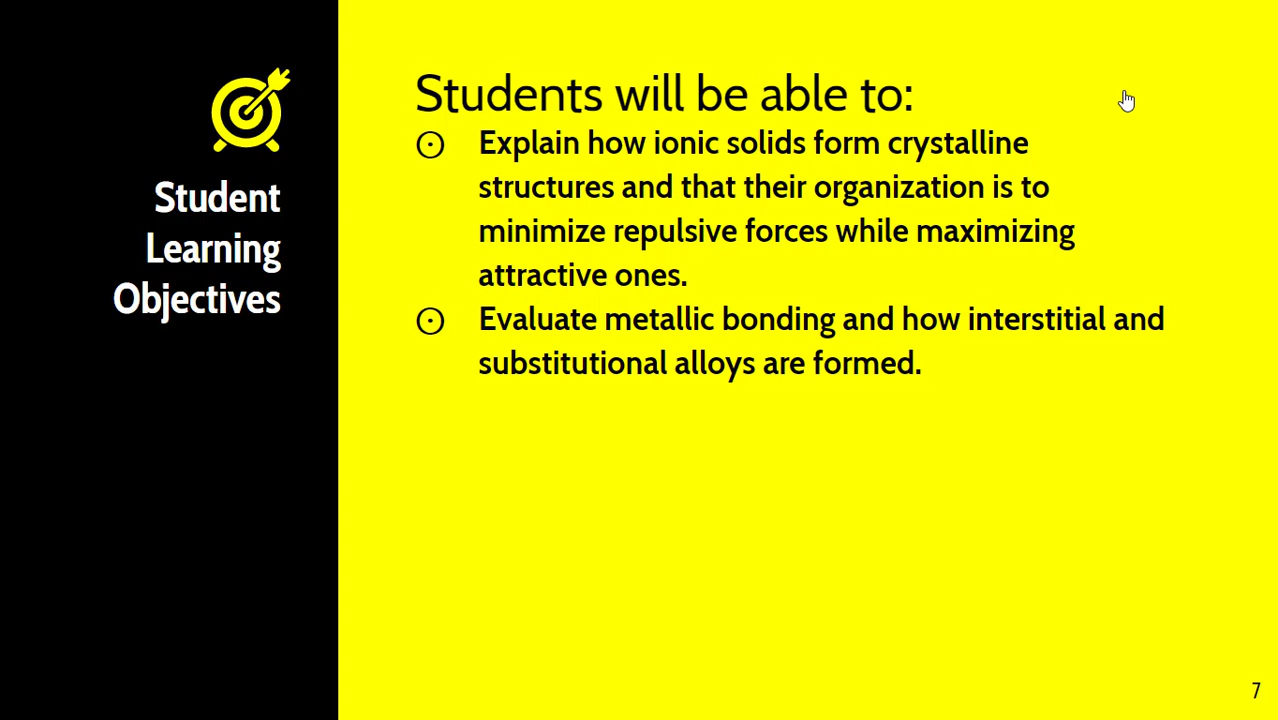 Student
Learning
Objectives
Students will be able to:
⊙ Explain how ionic solids form crystalline
structures and that their organization is to
minimize repulsive forces while maximizing
attractive ones.
⊙ Evaluate metallic bonding and how interstitial and
substitutional alloys are formed.
7